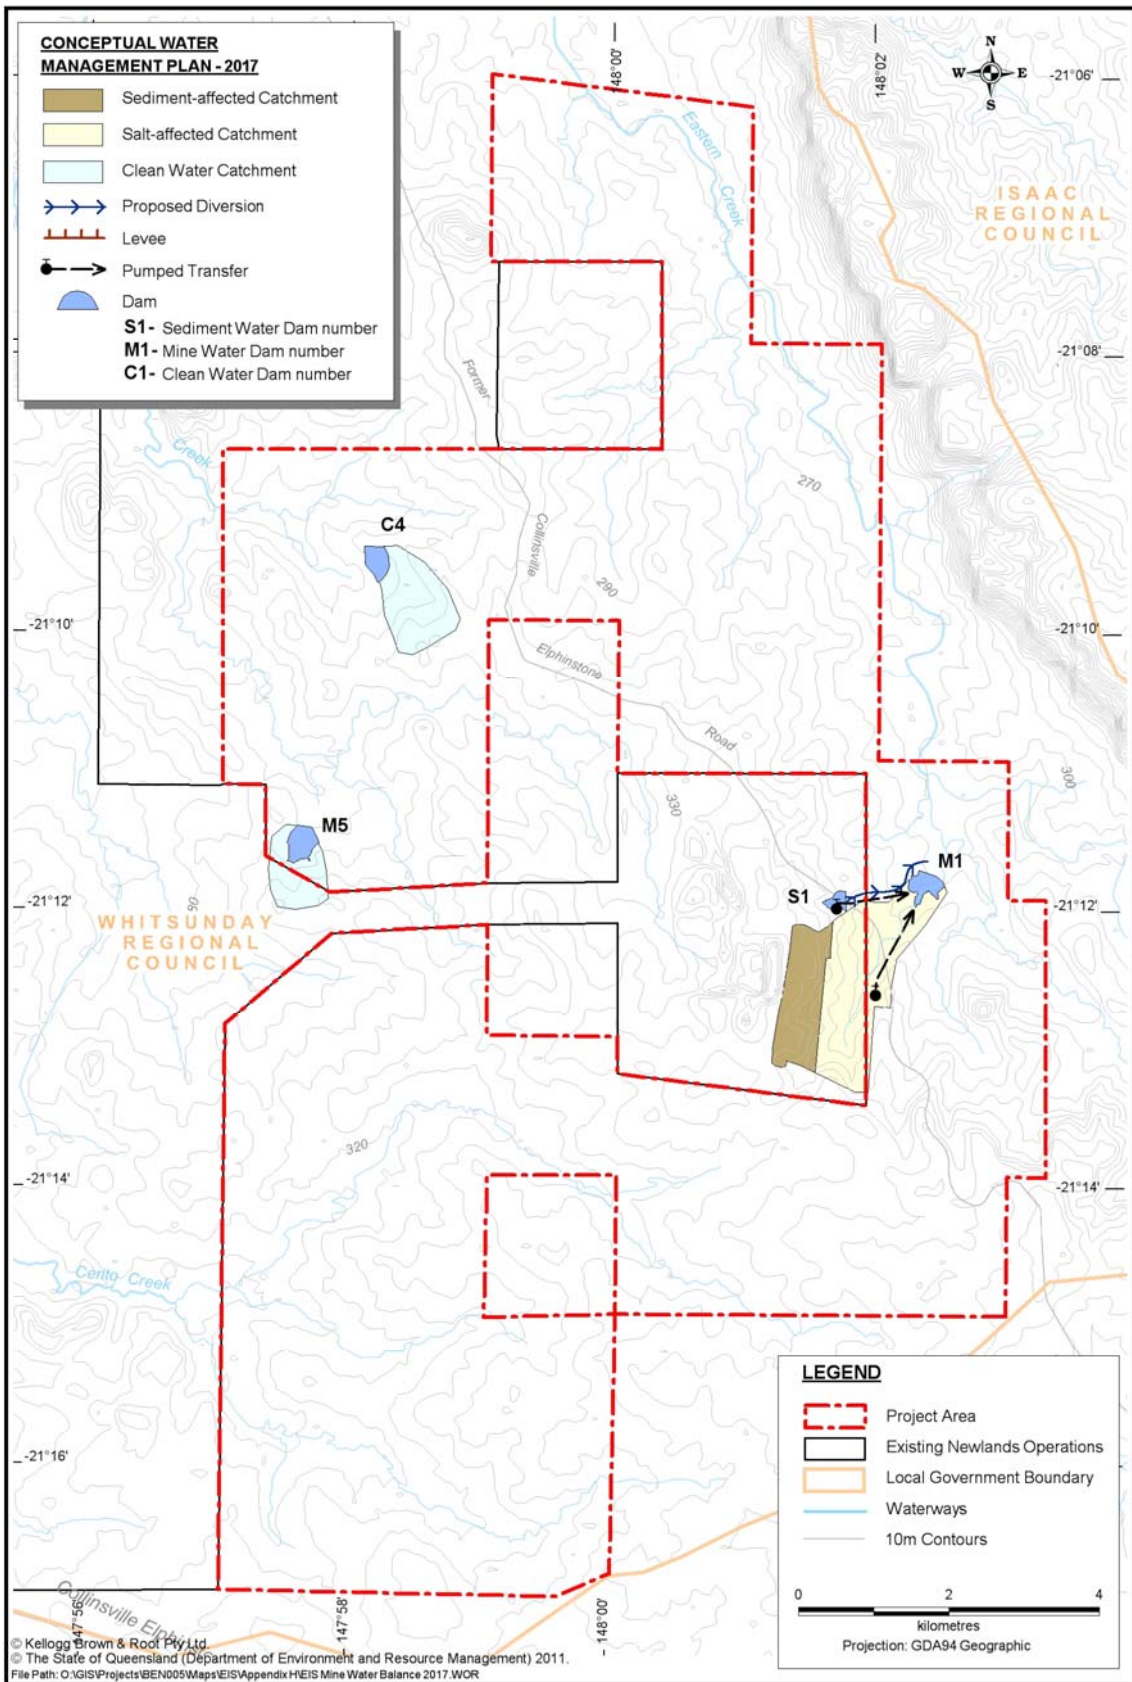 CONCEPTUAL WATER
MANAGEMENT PLAN - 2017
Sediment-affected Catchment
Salt-affected Catchment
Clean Water Catchment
Proposed Diversion
Levee
Pumped Transfer
Dam
S1- Sediment Water Dam number
M1- Mine Water Dam number
C1- Clean Water Dam number
148°00'
148°02'
N
W E
S
-21°06'
Eastern
Creek
ISAAC
REGIONAL
COUNCIL
-21°08'
Former
Creek
270
C4
Collinsville
290
-21°10'
-21°10'
Elphinstone
Road
300
330
M5
M1
S1
-21°12'
-21°12'
90
WHITSUNDAY
REGIONAL
COUNCIL
320
-21°14'
-21°14'
Cerito Creek
-21°16'
LEGEND
Project Area
Existing Newlands Operations
Local Government Boundary
Waterways
10m Contours
0 2 4
kilometres
Projection: GDA94 Geographic
147°56'
147°58'
148°00'
© Kellogg Brown & Root Pty Ltd.
© The State of Queensland (Department of Environment and Resource Management) 2011.
File Path: O:\GIS\Projects\BEN005\Maps\EIS\Appendix H\EIS Mine Water Balance 2017.WOR